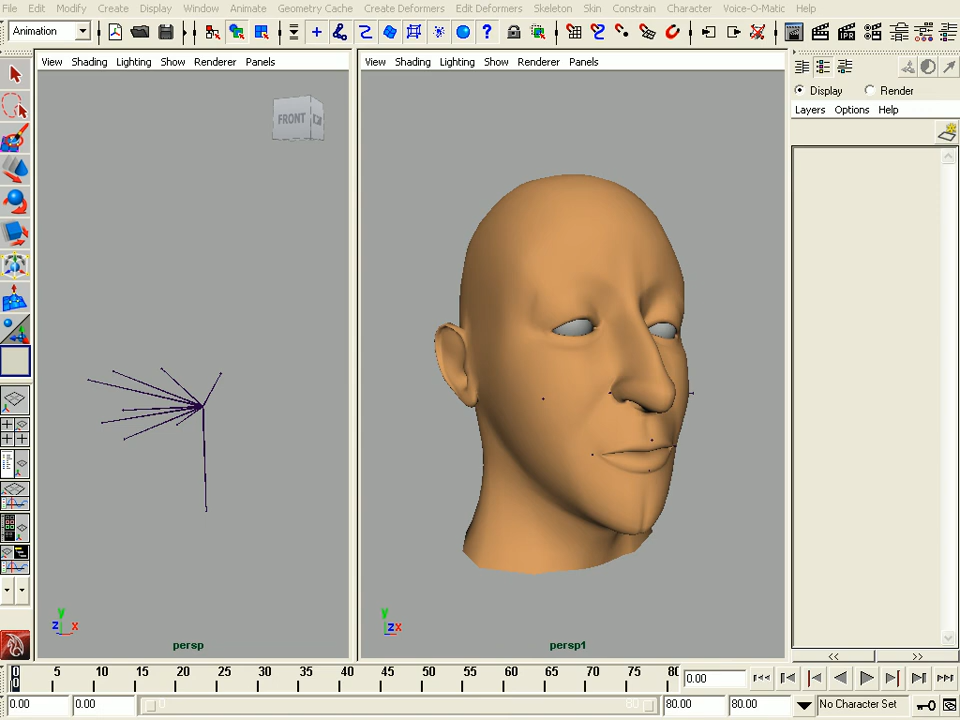 File Edit Modify Create Display Window Animate Geometry Cache Create Deformers Edit Deformers Skeleton Skin Constrain Character Voice-O-Matic Help
Animation
View Shading Lighting Show Renderer Panels
View Shading Lighting Show Renderer Panels
Display Render
Layers Options Help
FRONT
y
z x
persp
y
z x
persp1
<< >>
0 5 10 15 20 25 30 35 40 45 50 55 60 65 70 75 80
0.00
0.00 0.00 0 80 80.00 80.00 No Character Set